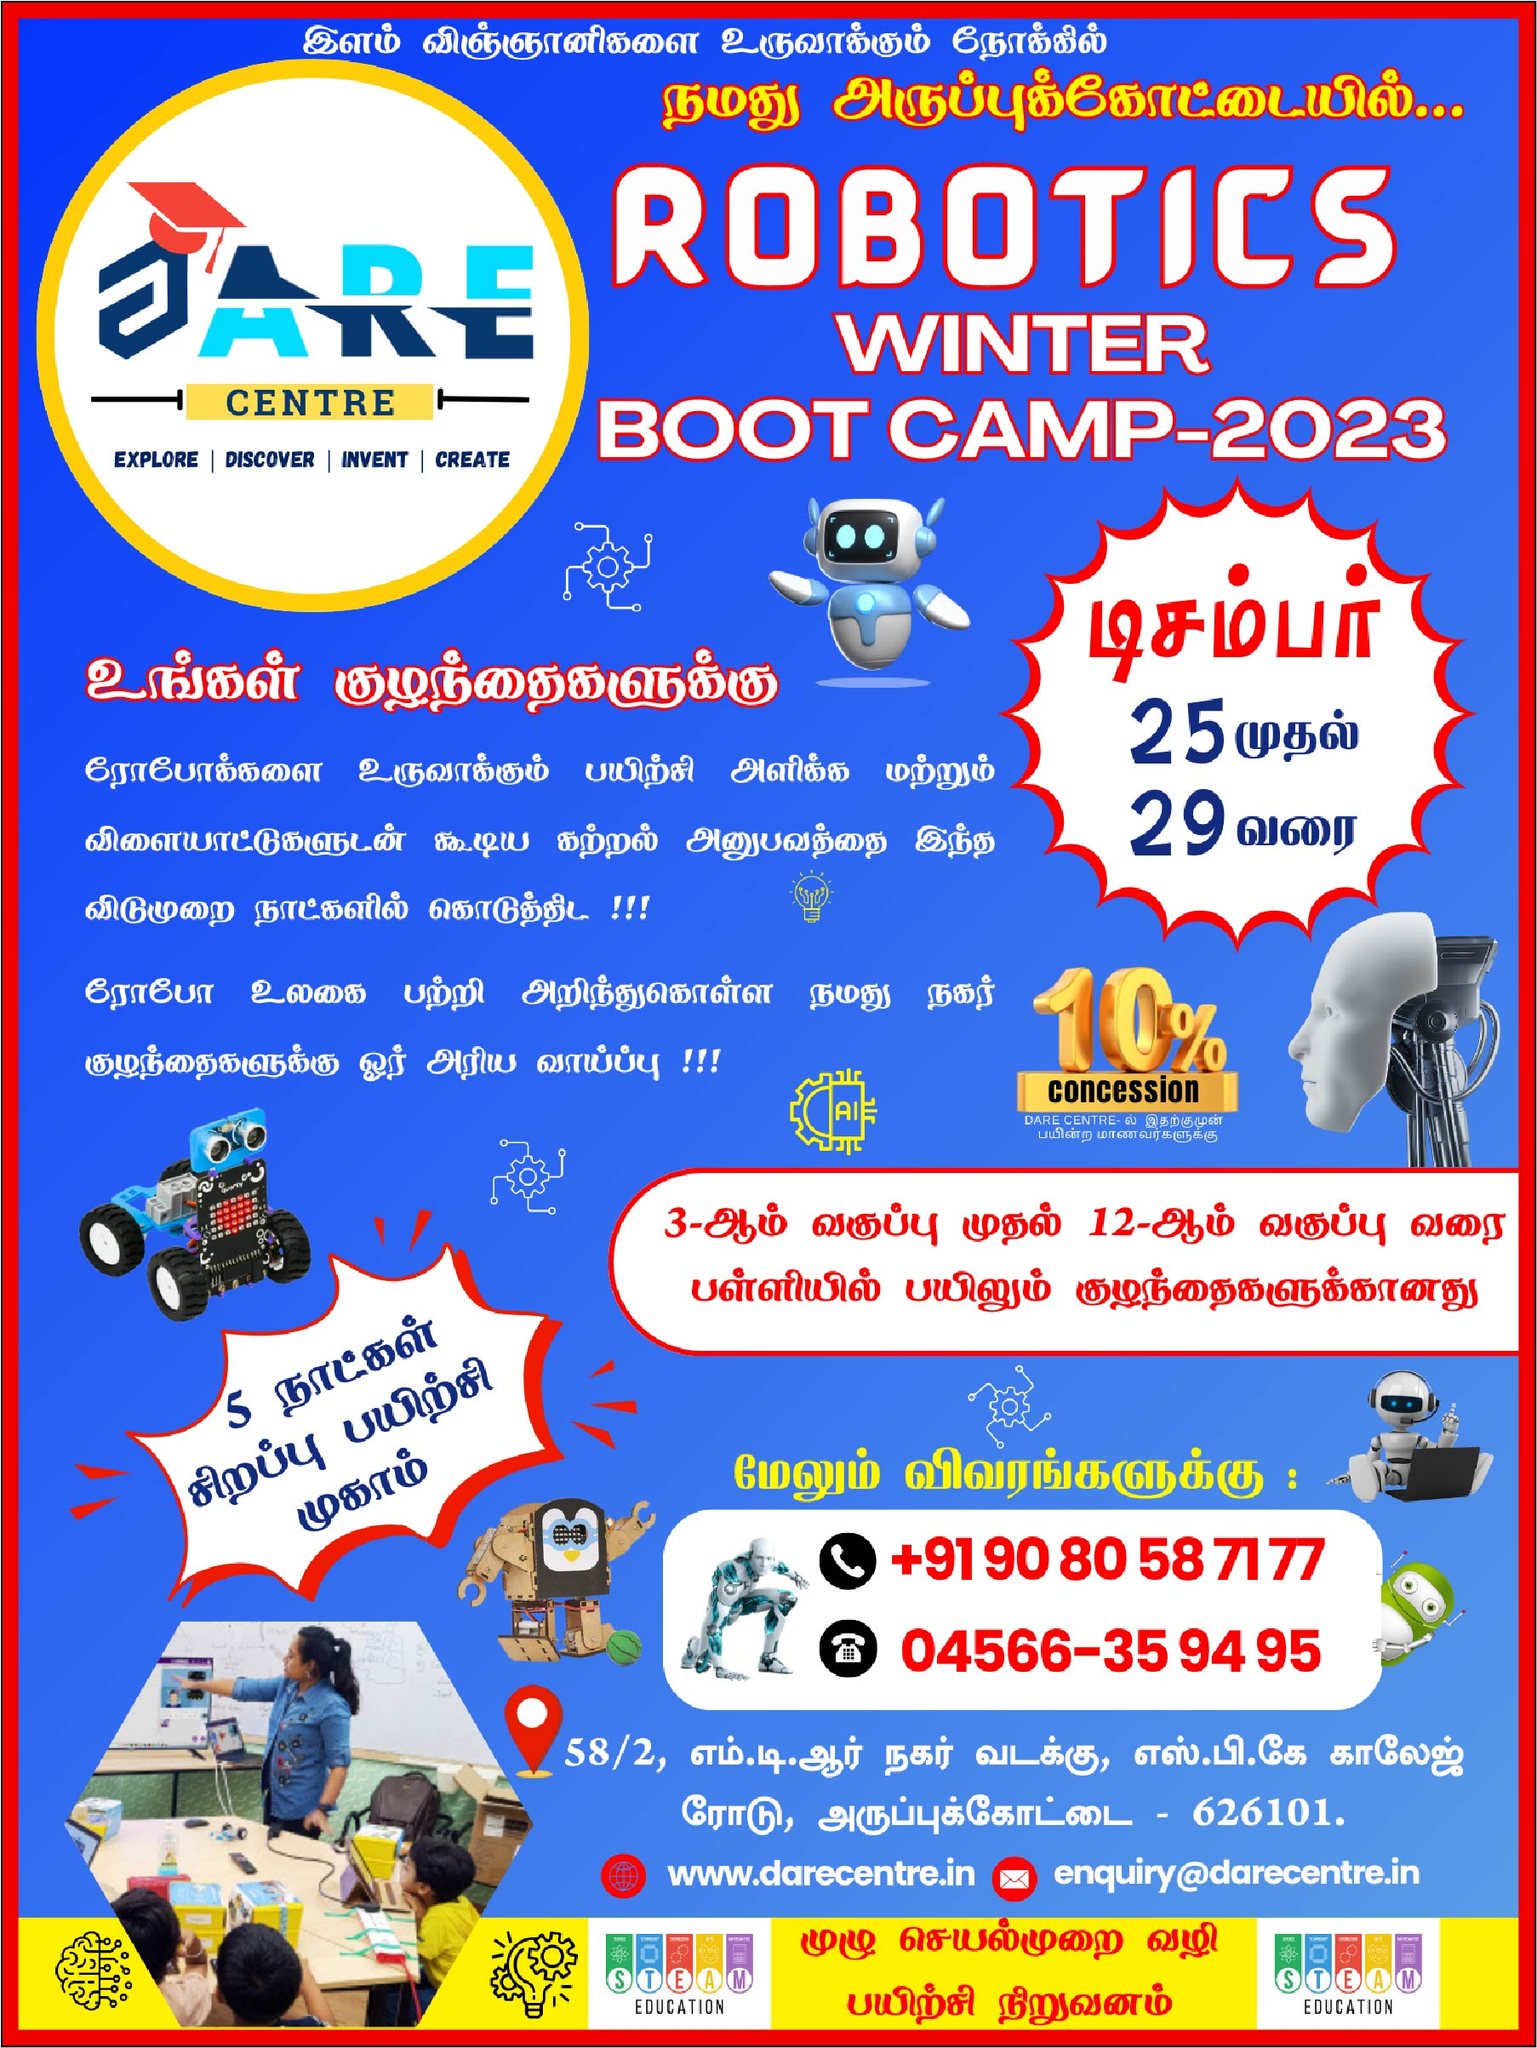 இளம் விஞ்ஞானிகளை உருவாக்கும் நோக்கில்
நமது அருப்புக்கோட்டையில்...
DARE
CENTRE
EXPLORE | DISCOVER | INVENT | CREATE
ROBOTICS
WINTER
BOOT CAMP-2023
டிசம்பர்
25 முதல்
29 வரை
உங்கள் குழந்தைகளுக்கு
ரோபோக்களை உருவாக்கும் பயிற்சி அளிக்க மற்றும்
விளையாட்டுகளுடன் கூடிய கற்றல் அனுபவத்தை இந்த
விடுமுறை நாட்களில் கொடுத்திட !!!
ரோபோ உலகை பற்றி அறிந்துகொள்ள நமது நகர்
குழந்தைகளுக்கு ஓர் அரிய வாய்ப்பு !!!
10%
concession
DARE CENTRE- ல் இதற்குமுன்
பயின்ற மாணவர்களுக்கு
AI
3-ஆம் வகுப்பு முதல் 12-ஆம் வகுப்பு வரை
பள்ளியில் பயிலும் குழந்தைகளுக்கானது
5 நாட்கள்
சிறப்பு பயிற்சி
முகாம்
மேலும் விவரங்களுக்கு :
+91 90 80 58 71 77
04566-35 94 95
58/2, எம்.டி.ஆர் நகர் வடக்கு, எஸ்.பி.கே காலேஜ்
ரோடு, அருப்புக்கோட்டை - 626101.
www.darecentre.in enquiry@darecentre.in
STEAM
EDUCATION
முழு செயல்முறை வழி
பயிற்சி நிறுவனம்
STEAM
EDUCATION